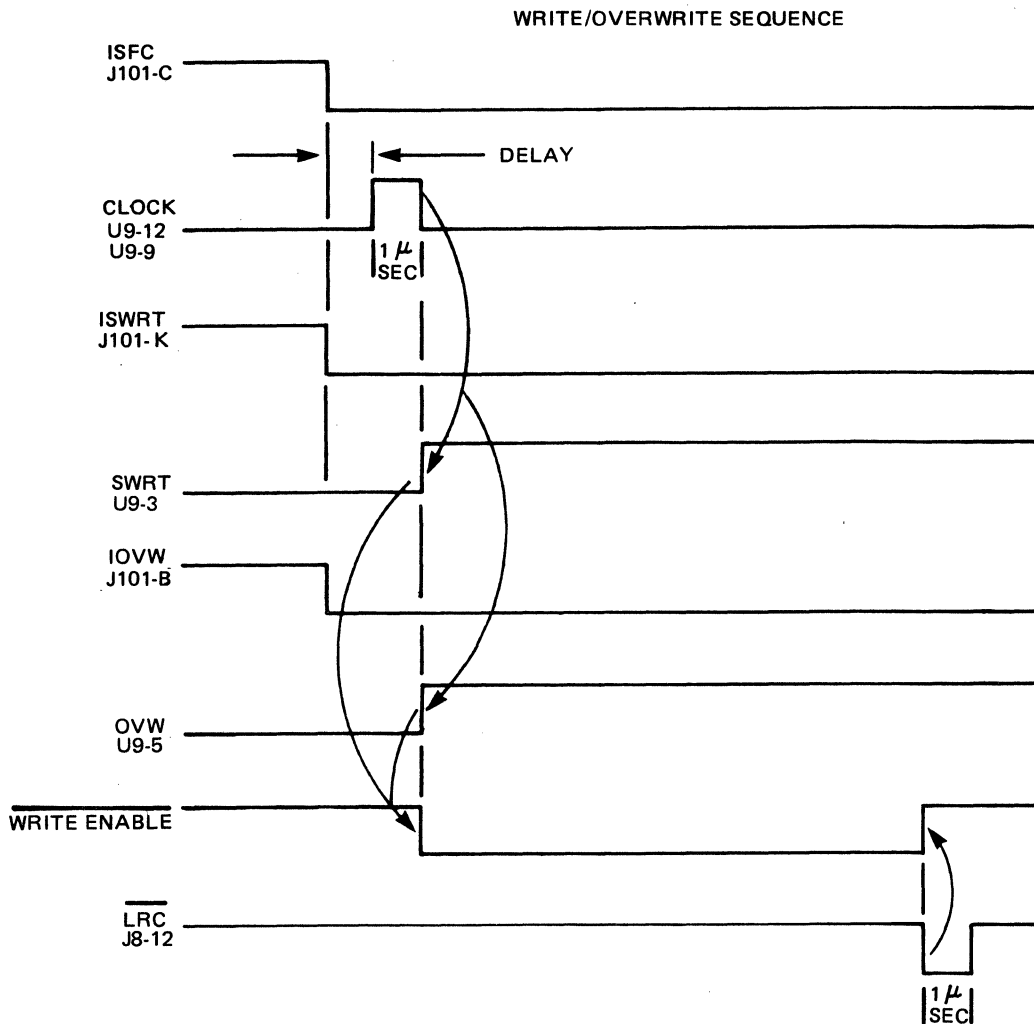 WRITE/OVERWRITE SEQUENCE
ISFC
J101-C
DELAY
CLOCK
U9-12
U9-9
1 μ
SEC
ISWRT
J101-K
SWRT
U9-3
IOVW
J101-B
OVW
U9-5
WRITE ENABLE
LRC
J8-12
1 μ
SEC